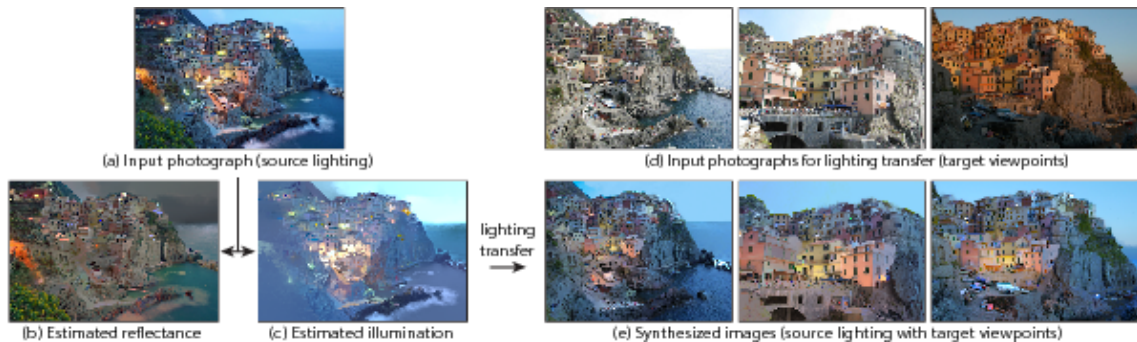 (a) Input photograph (source lighting)
(d) Input photographs for lighting transfer (target viewpoints)
lighting
transfer
(b) Estimated reflectance
(c) Estimated illumination
(e) Synthesized images (source lighting with target viewpoints)